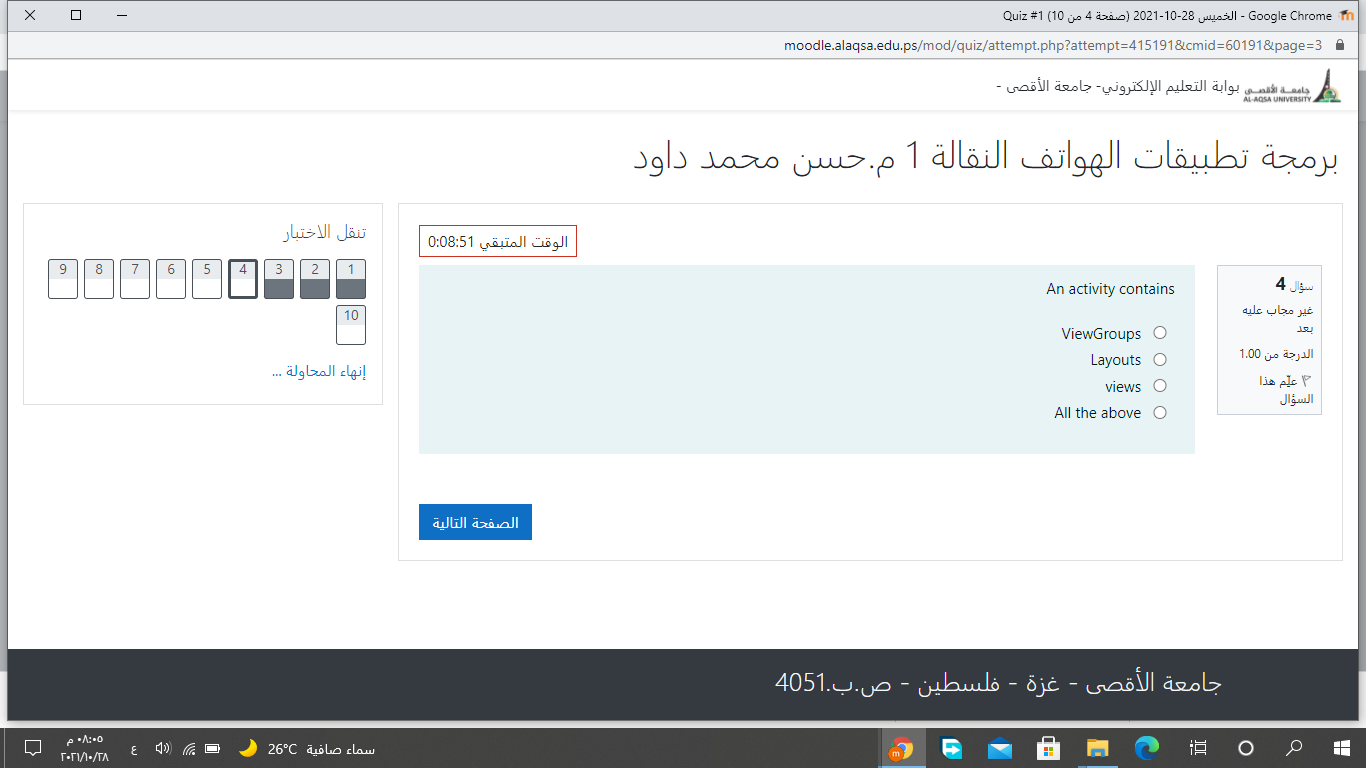 Quiz #1 (صفحة 4 من 10) الخميس 28-10-2021 - Google Chrome
moodle.alaqsa.edu.ps/mod/quiz/attempt.php?attempt=415191&cmid=60191&page=3
جامعة الأقصى
AL-AQSA UNIVERSITY
بوابة التعليم الإلكتروني- جامعة الأقصى -
برمجة تطبيقات الهواتف النقالة 1 م.حسن محمد داود
سؤال 4
غير مجاب عليه
بعد
الدرجة من 1.00
علّم هذا
السؤال
الوقت المتبقي 0:08:51
An activity contains
ViewGroups
Layouts
views
All the above
الصفحة التالية
تنقل الاختبار
1 2 3 4 5 6 7 8 9
10
إنهاء المحاولة ...
جامعة الأقصى - غزة - فلسطين - ص.ب.4051
26°C سماء صافية
ع
٠٨:٠٥ م
٢٠٢١/١٠/٢٨